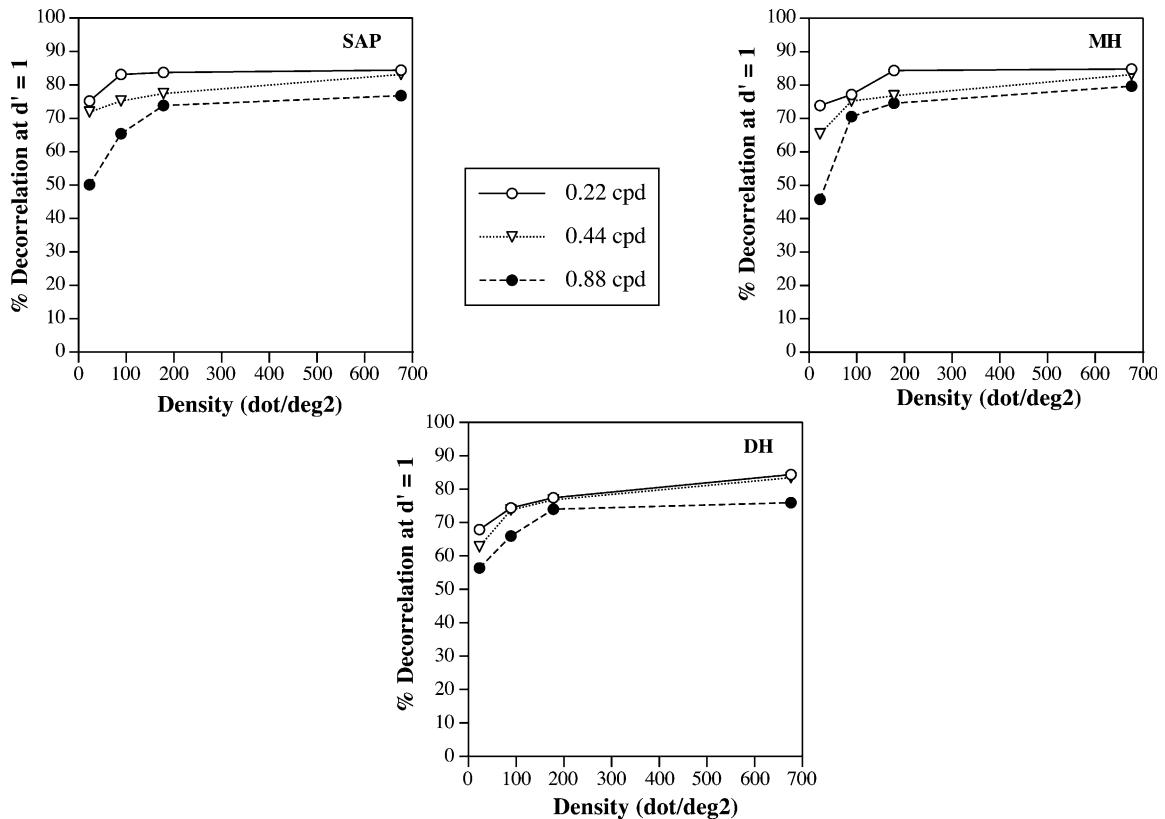 SAP
% Decorrelation at d' = 1
100
90
80
70
60
50
40
30
20
10
0
0 100 200 300 400 500 600 700
Density (dot/deg2)
0.22 cpd
0.44 cpd
0.88 cpd
MH
% Decorrelation at d' = 1
100
90
80
70
60
50
40
30
20
10
0
0 100 200 300 400 500 600 700
Density (dot/deg2)
DH
% Decorrelation at d' = 1
100
90
80
70
60
50
40
30
20
10
0
0 100 200 300 400 500 600 700
Density (dot/deg2)